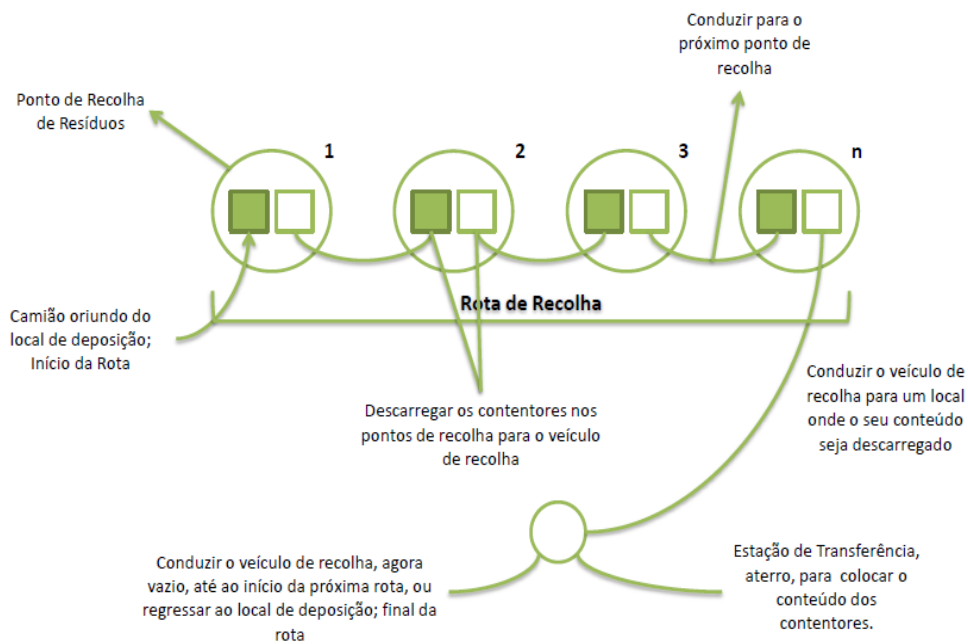 Conduzir para o
próximo ponto de
recolha
Ponto de Recolha
de Resíduos
1
2
3
n
Rota de Recolha
Camião oriundo do
local de deposição;
Início da Rota
Descarregar os contentores nos
pontos de recolha para o veículo
de recolha
Conduzir o veículo de
recolha para um local
onde o seu conteúdo
seja descarregado
Conduzir o veículo de recolha, agora
vazio, até ao início da próxima rota, ou
regressar ao local de deposição; final da
rota
Estação de Transferência,
aterro, para colocar o
conteúdo dos
contentores.